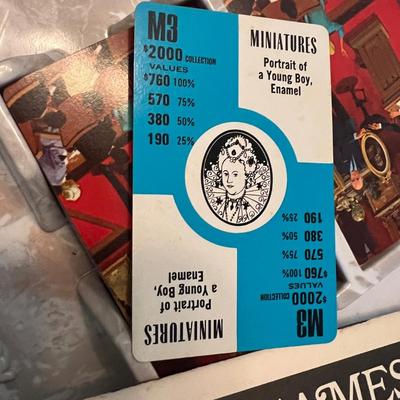 M3
$2000 COLLECTION
VALUES
$760 100%
570 75%
380 50%
190 25%
MINIATURES
Portrait of
a Young Boy,
Enamel
M3
$2000 COLLECTION
VALUES
$760 100%
570 75%
380 50%
190 25%
MINIATURES
Portrait of
a Young Boy,
Enamel